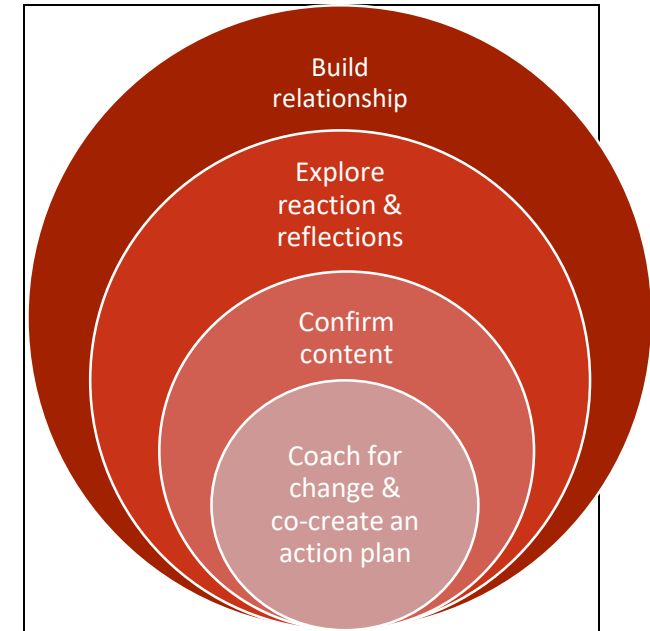 Build
relationship
Explore
reaction &
reflections
Confirm
content
Coach for
change &
co-create an
action plan